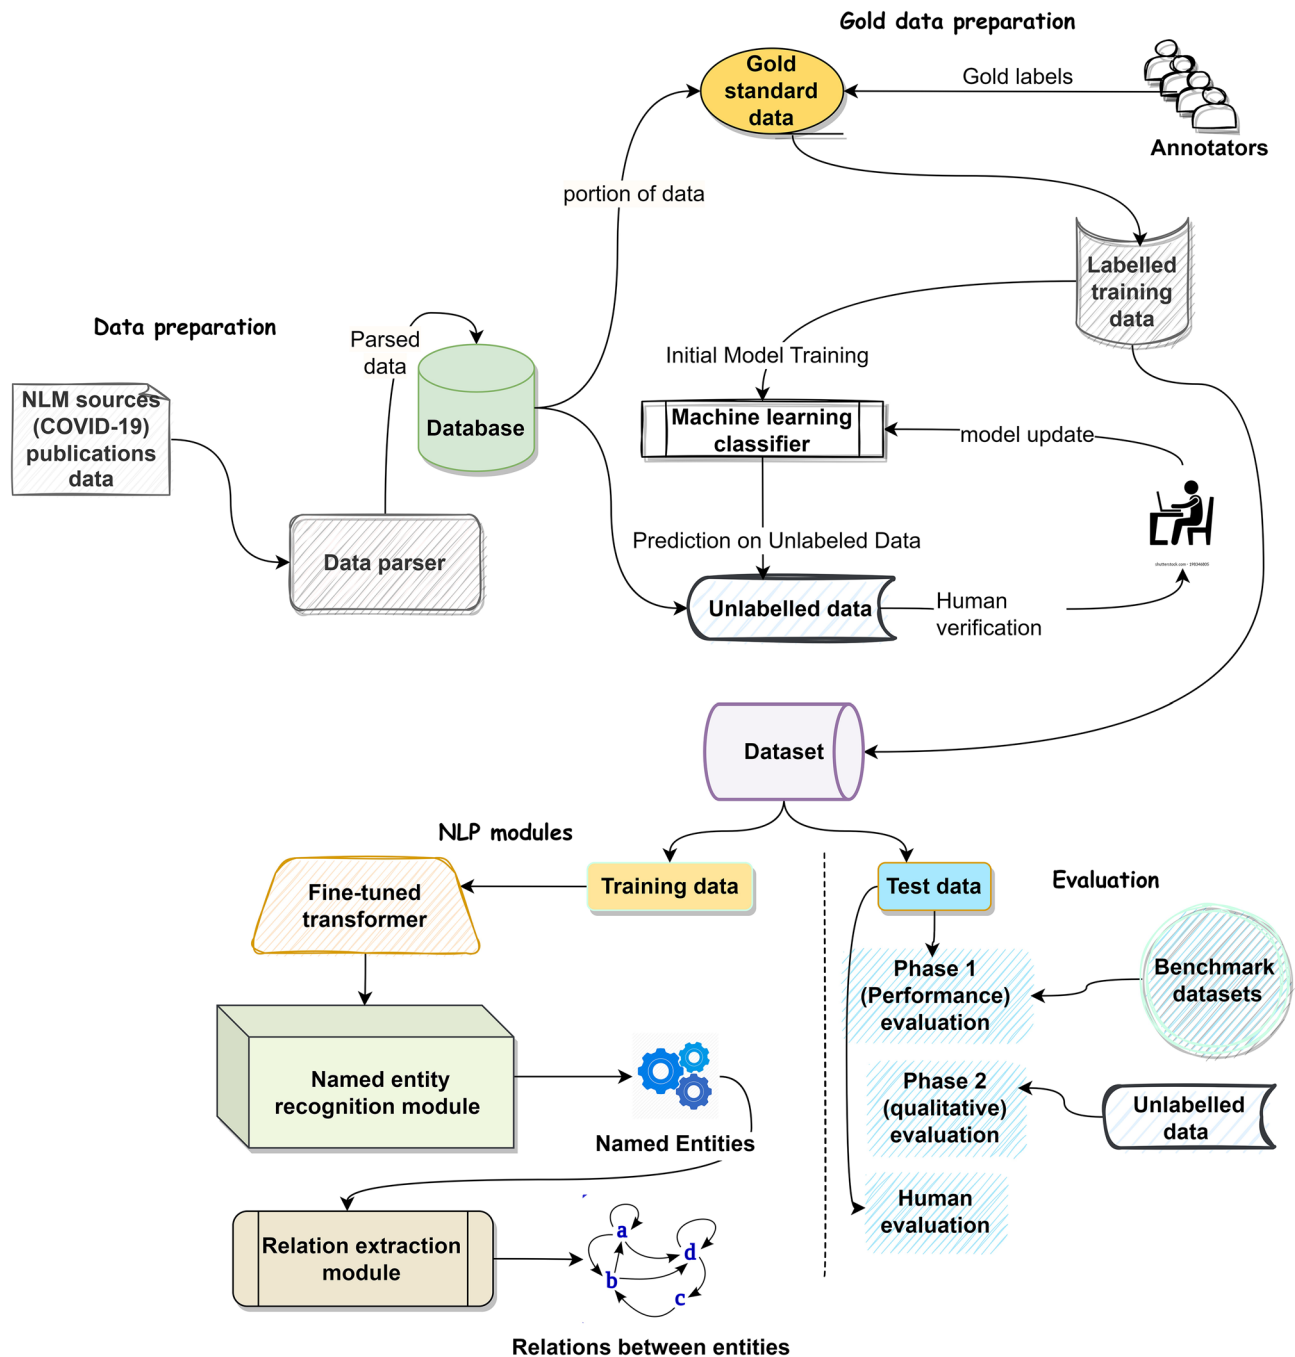 Gold data preparation
Gold
standard
data
Gold labels
Annotators
portion of data
Labelled
training
data
Data preparation
Parsed
data
Initial Model Training
NLM sources
(COVID-19)
publications
data
Database
Machine learning
classifier
model update
Data parser
Prediction on Unlabeled Data
shutterstock.com · 190346805
Unlabelled data
Human
verification
Dataset
NLP modules
Training data
Test data
Evaluation
Fine-tuned
transformer
Phase 1
(Performance)
evaluation
Benchmark
datasets
Named entity
recognition module
Named Entities
Phase 2
(qualitative)
evaluation
Unlabelled
data
Human
evaluation
Relation extraction
module
a
d
b
c
Relations between entities